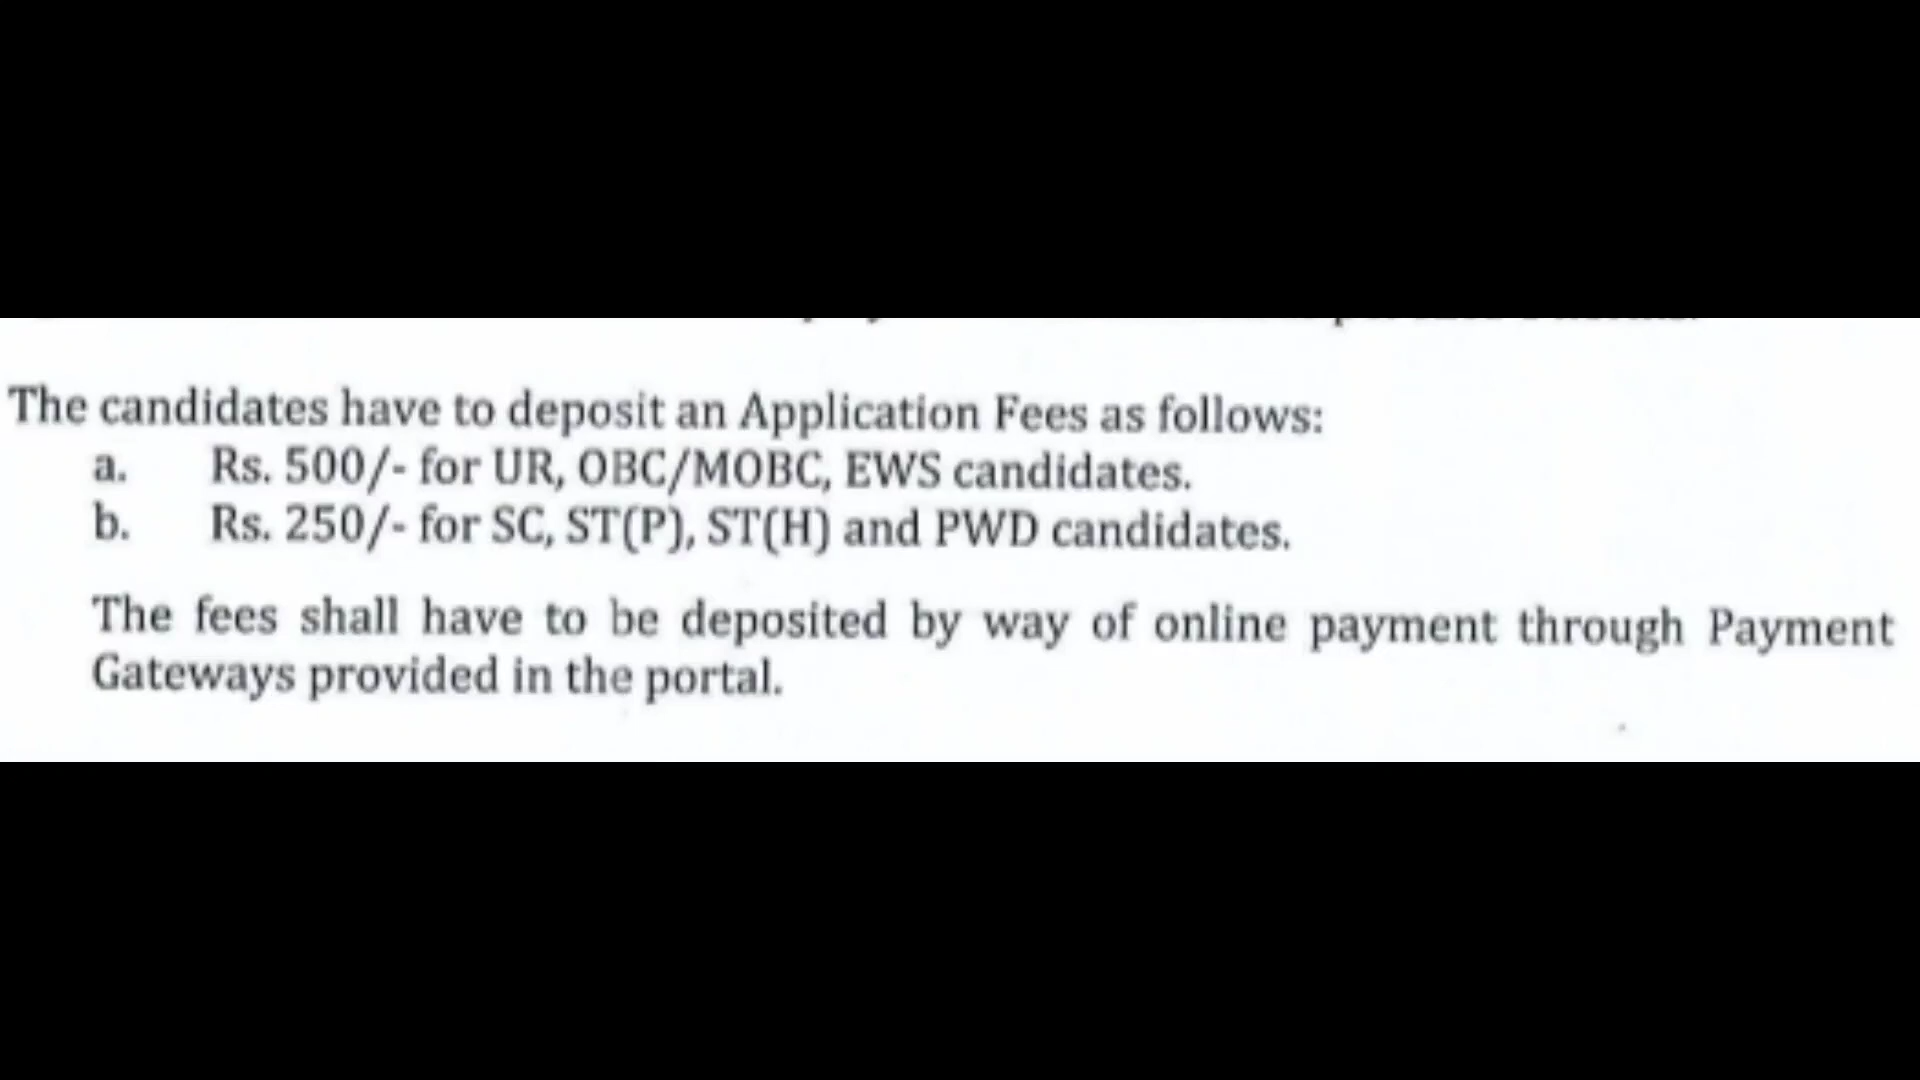 The candidates have to deposit an Application Fees as follows:
a. Rs. 500/- for UR, OBC/MOBC, EWS candidates.
b. Rs. 250/- for SC, ST(P), ST(H) and PWD candidates.
The fees shall have to be deposited by way of online payment through Payment
Gateways provided in the portal.